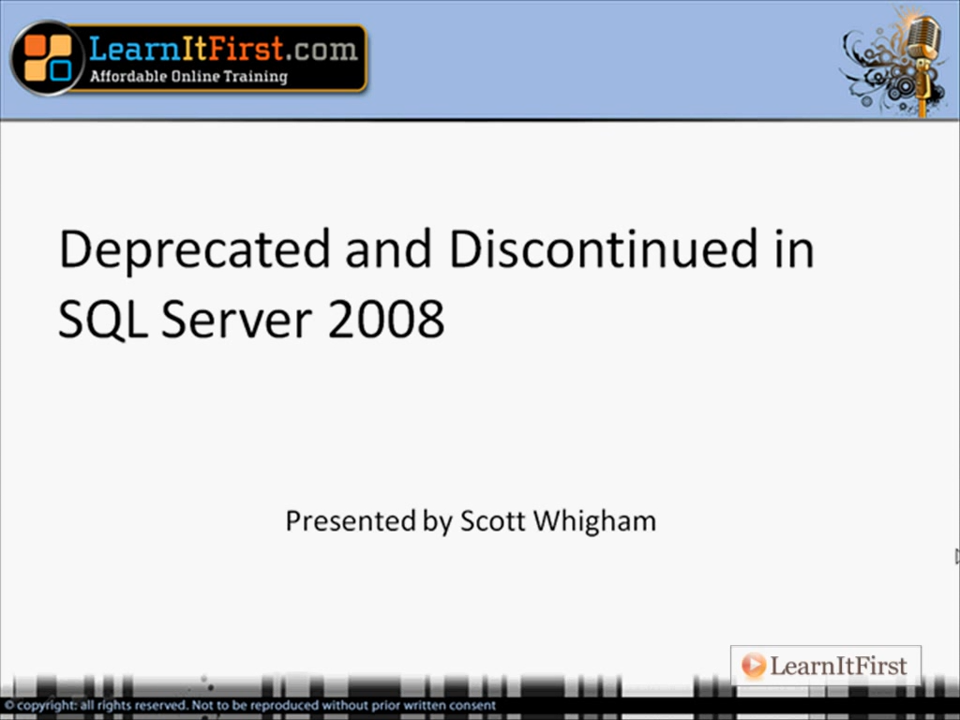 LearnItFirst.com
Affordable Online Training
Deprecated and Discontinued in
SQL Server 2008
Presented by Scott Whigham
LearnItFirst
© copyright: all rights reserved. Not to be reproduced without prior written consent